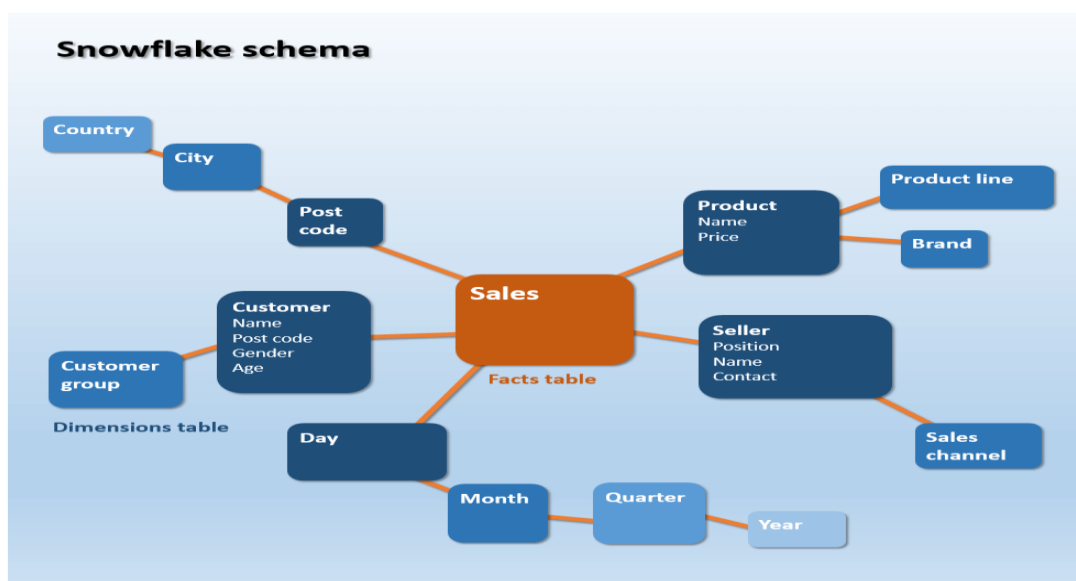 Snowflake schema
Country
City
Post
code
Product
Name
Price
Product line
Brand
Sales
Facts table
Customer
Name
Post code
Gender
Age
Customer
group
Dimensions table
Seller
Position
Name
Contact
Sales
channel
Day
Month
Quarter
Year